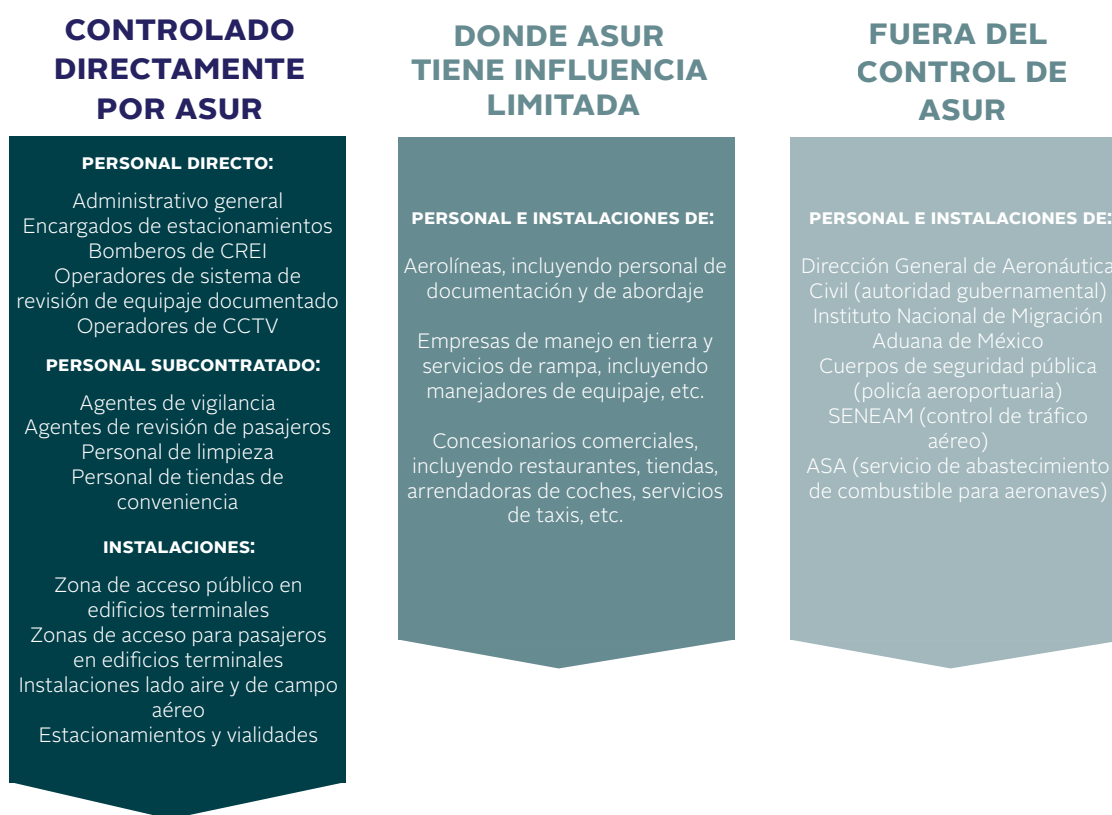 CONTROLADO
DIRECTAMENTE
POR ASUR
PERSONAL DIRECTO:
Administrativo general
Encargados de estacionamientos
Bomberos de CREI
Operadores de sistema de
revisión de equipaje documentado
Operadores de CCTV
PERSONAL SUBCONTRATADO:
Agentes de vigilancia
Agentes de revisión de pasajeros
Personal de limpieza
Personal de tiendas de
conveniencia
INSTALACIONES:
Zona de acceso público en
edificios terminales
Zonas de acceso para pasajeros
en edificios terminales
Instalaciones lado aire y de campo
aéreo
Estacionamientos y vialidades
DONDE ASUR
TIENE INFLUENCIA
LIMITADA
PERSONAL E INSTALACIONES DE:
Aerolíneas, incluyendo personal de
documentación y de abordaje
Empresas de manejo en tierra y
servicios de rampa, incluyendo
manejadores de equipaje, etc.
Concesionarios comerciales,
incluyendo restaurantes, tiendas,
arrendadoras de coches, servicios
de taxis, etc.
FUERA DEL
CONTROL DE
ASUR
PERSONAL E INSTALACIONES DE:
Dirección General de Aeronáutica
Civil (autoridad gubernamental)
Instituto Nacional de Migración
Aduana de México
Cuerpos de seguridad pública
(policía aeroportuaria)
SENEAM (control de tráfico
aéreo)
ASA (servicio de abastecimiento
de combustible para aeronaves)